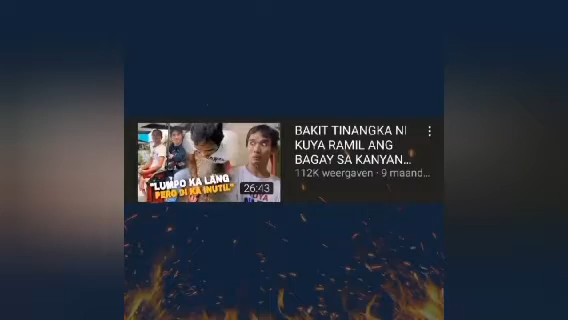 "LUMPO KA LANG
PERO DI KA INUTIL"
26:43
BAKIT TINANGKA NI
KUYA RAMIL ANG
BAGAY SA KANYAN...
112K weergaven · 9 maand...